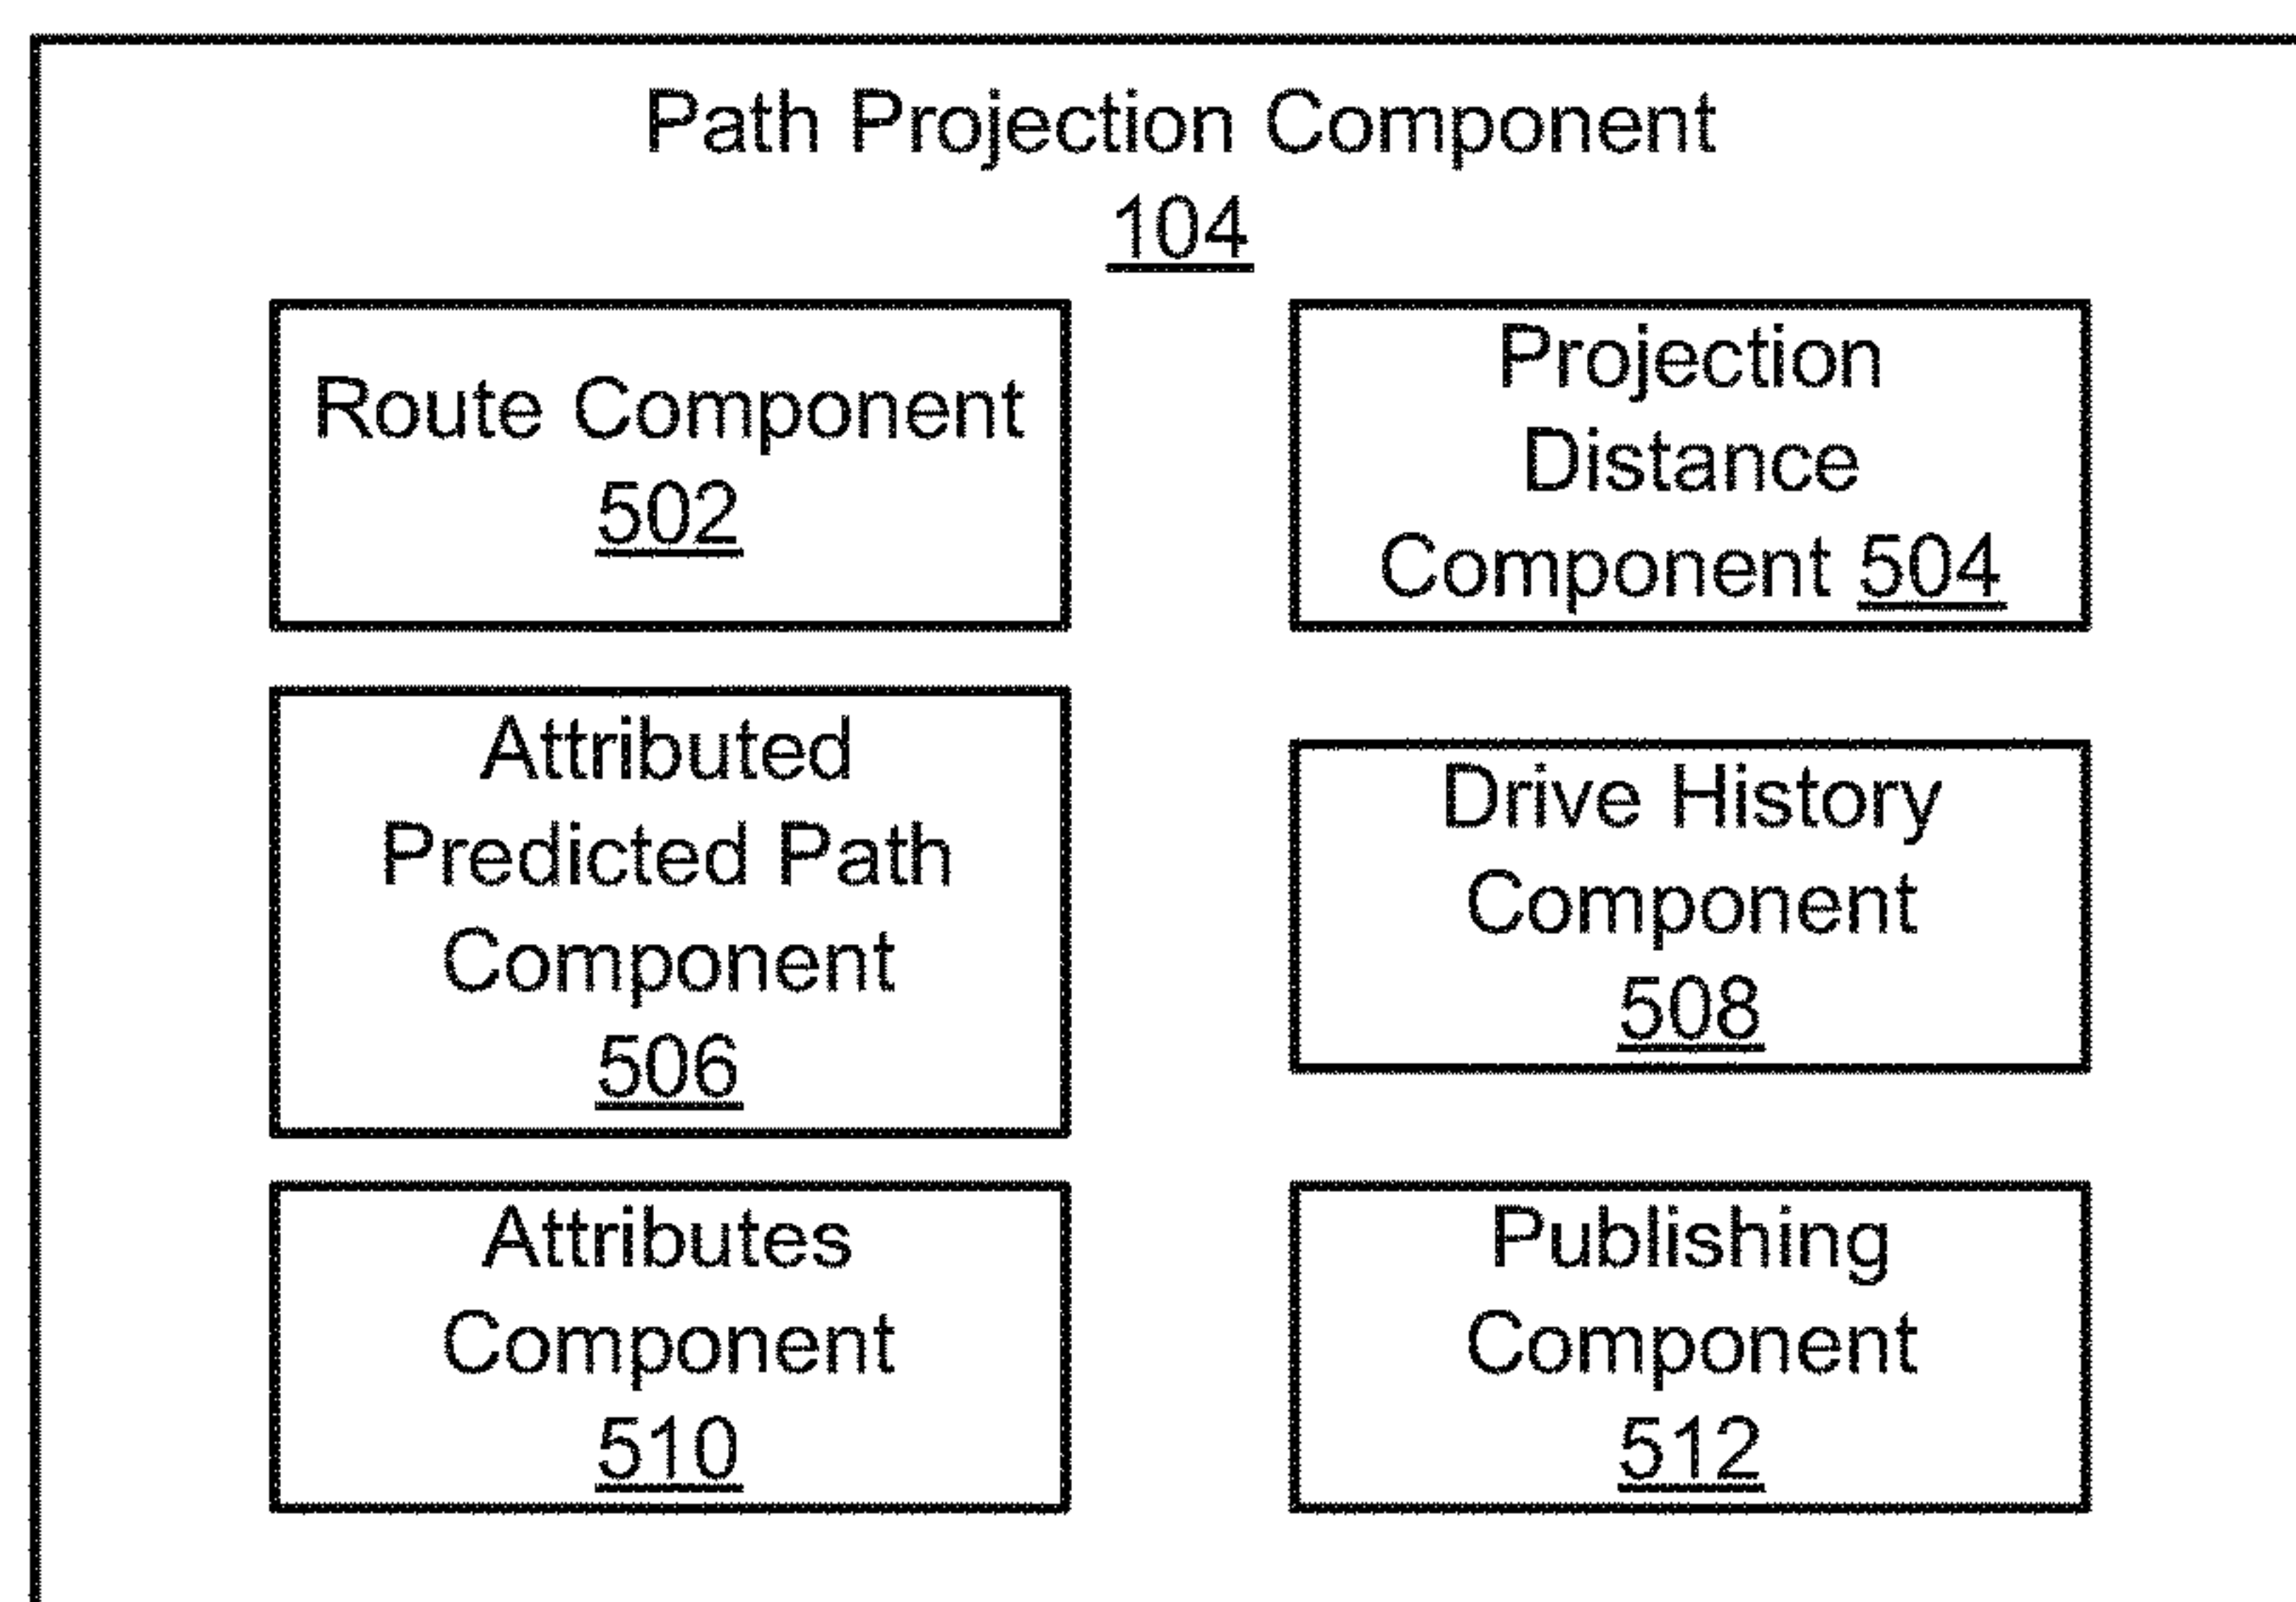 Path Projection Component
104
Route Component
502
Projection
Distance
Component 504
Attributed
Predicted Path
Component
506
Drive History
Component
508
Attributes
Component
510
Publishing
Component
512